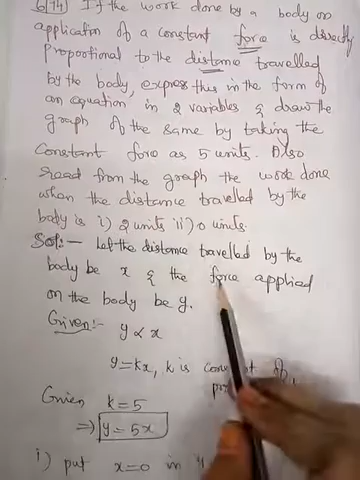 6(74) If the work done by a body on
application of a constant force is directly
proportional to the distance travelled
by the body, express this in the form of
an equation in 2 variables & draw the
graph of the same by taking the
constant force as 5 units. Also
read from the graph the work done
when the distance travelled by the
body is i) 2 units ii) 0 units.
Sol:- Let the distance travelled by the
body be x & the force applied
on the body be y.
Given:- y ∝ x
y = kx, k is const of
Given k = 5
⇒ y = 5x
i) put x = 0 in